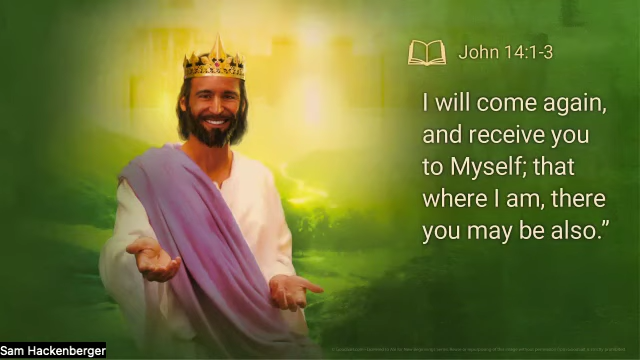 John 14:1-3
I will come again,
and receive you
to Myself; that
where I am, there
you may be also.”
Sam Hackenberger